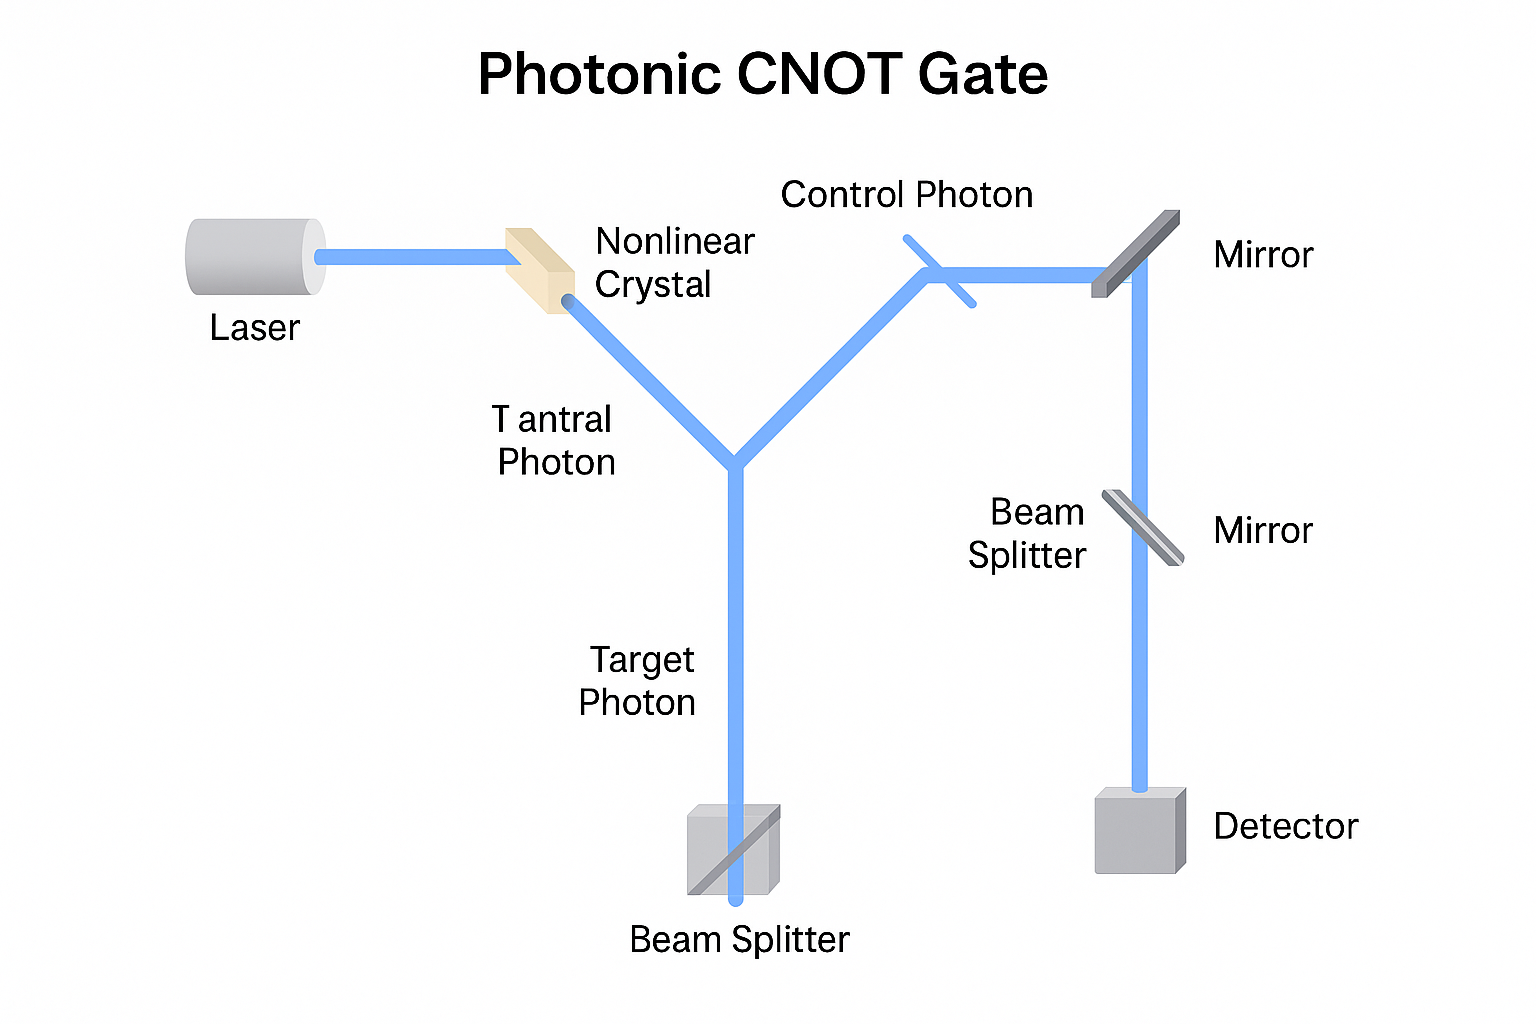 Photonic CNOT Gate
Control Photon
Nonlinear
Crystal
Mirror
Laser
T antral
Photon
Beam
Splitter
Mirror
Target
Photon
Detector
Beam Splitter